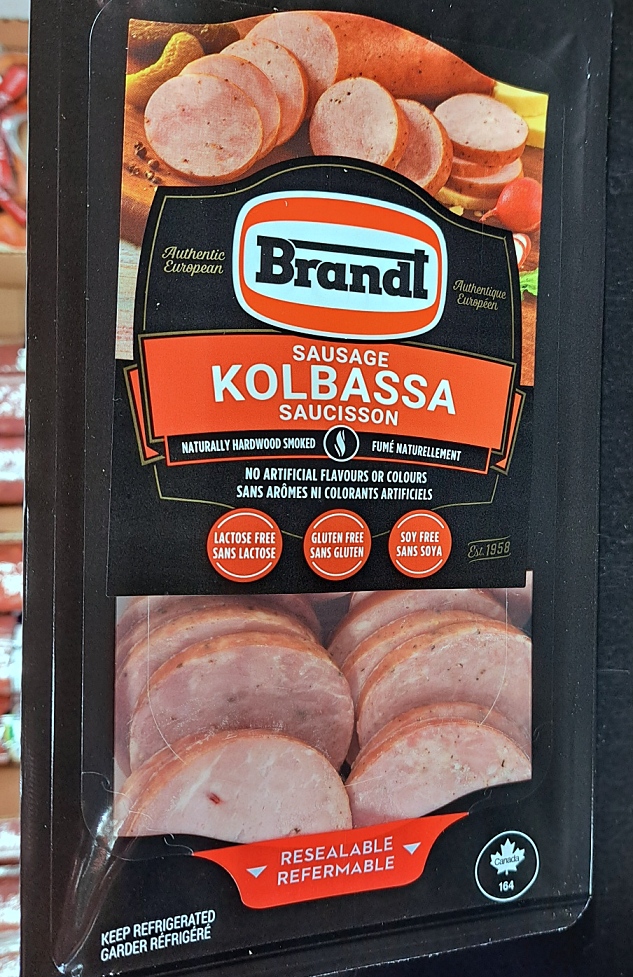 Authentic
European
Brandt
Authentique
Européen
SAUSAGE
KOLBASSA
SAUCISSON
NATURALLY HARDWOOD SMOKED
FUMÉ NATURELLEMENT
NO ARTIFICIAL FLAVOURS OR COLOURS
SANS ARÔMES NI COLORANTS ARTIFICIELS
LACTOSE FREE
SANS LACTOSE
GLUTEN FREE
SANS GLUTEN
SOY FREE
SANS SOYA
Est. 1958
RESEALABLE
REFERMABLE
Canada
164
KEEP REFRIGERATED
GARDER RÉFRIGÉRÉ